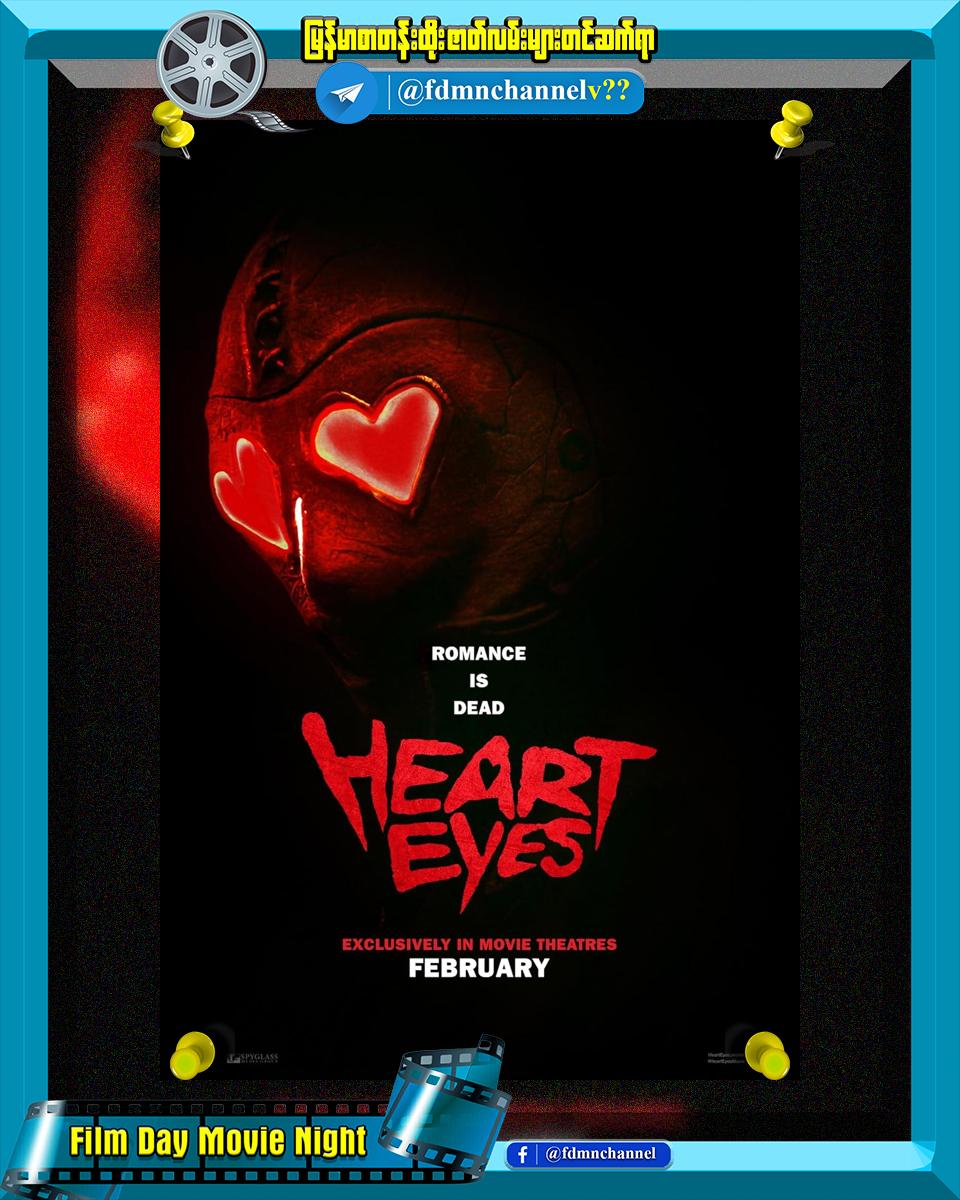 မြန်မာစာတန်းထိုးဇာတ်လမ်းများတင်ဆက်ရာ
@fdmnchannelv??
ROMANCE
IS
DEAD
HEART
EYES
EXCLUSIVELY IN MOVIE THEATRES
FEBRUARY
SPYGLASS
Film Day Movie Night
@fdmnchannel